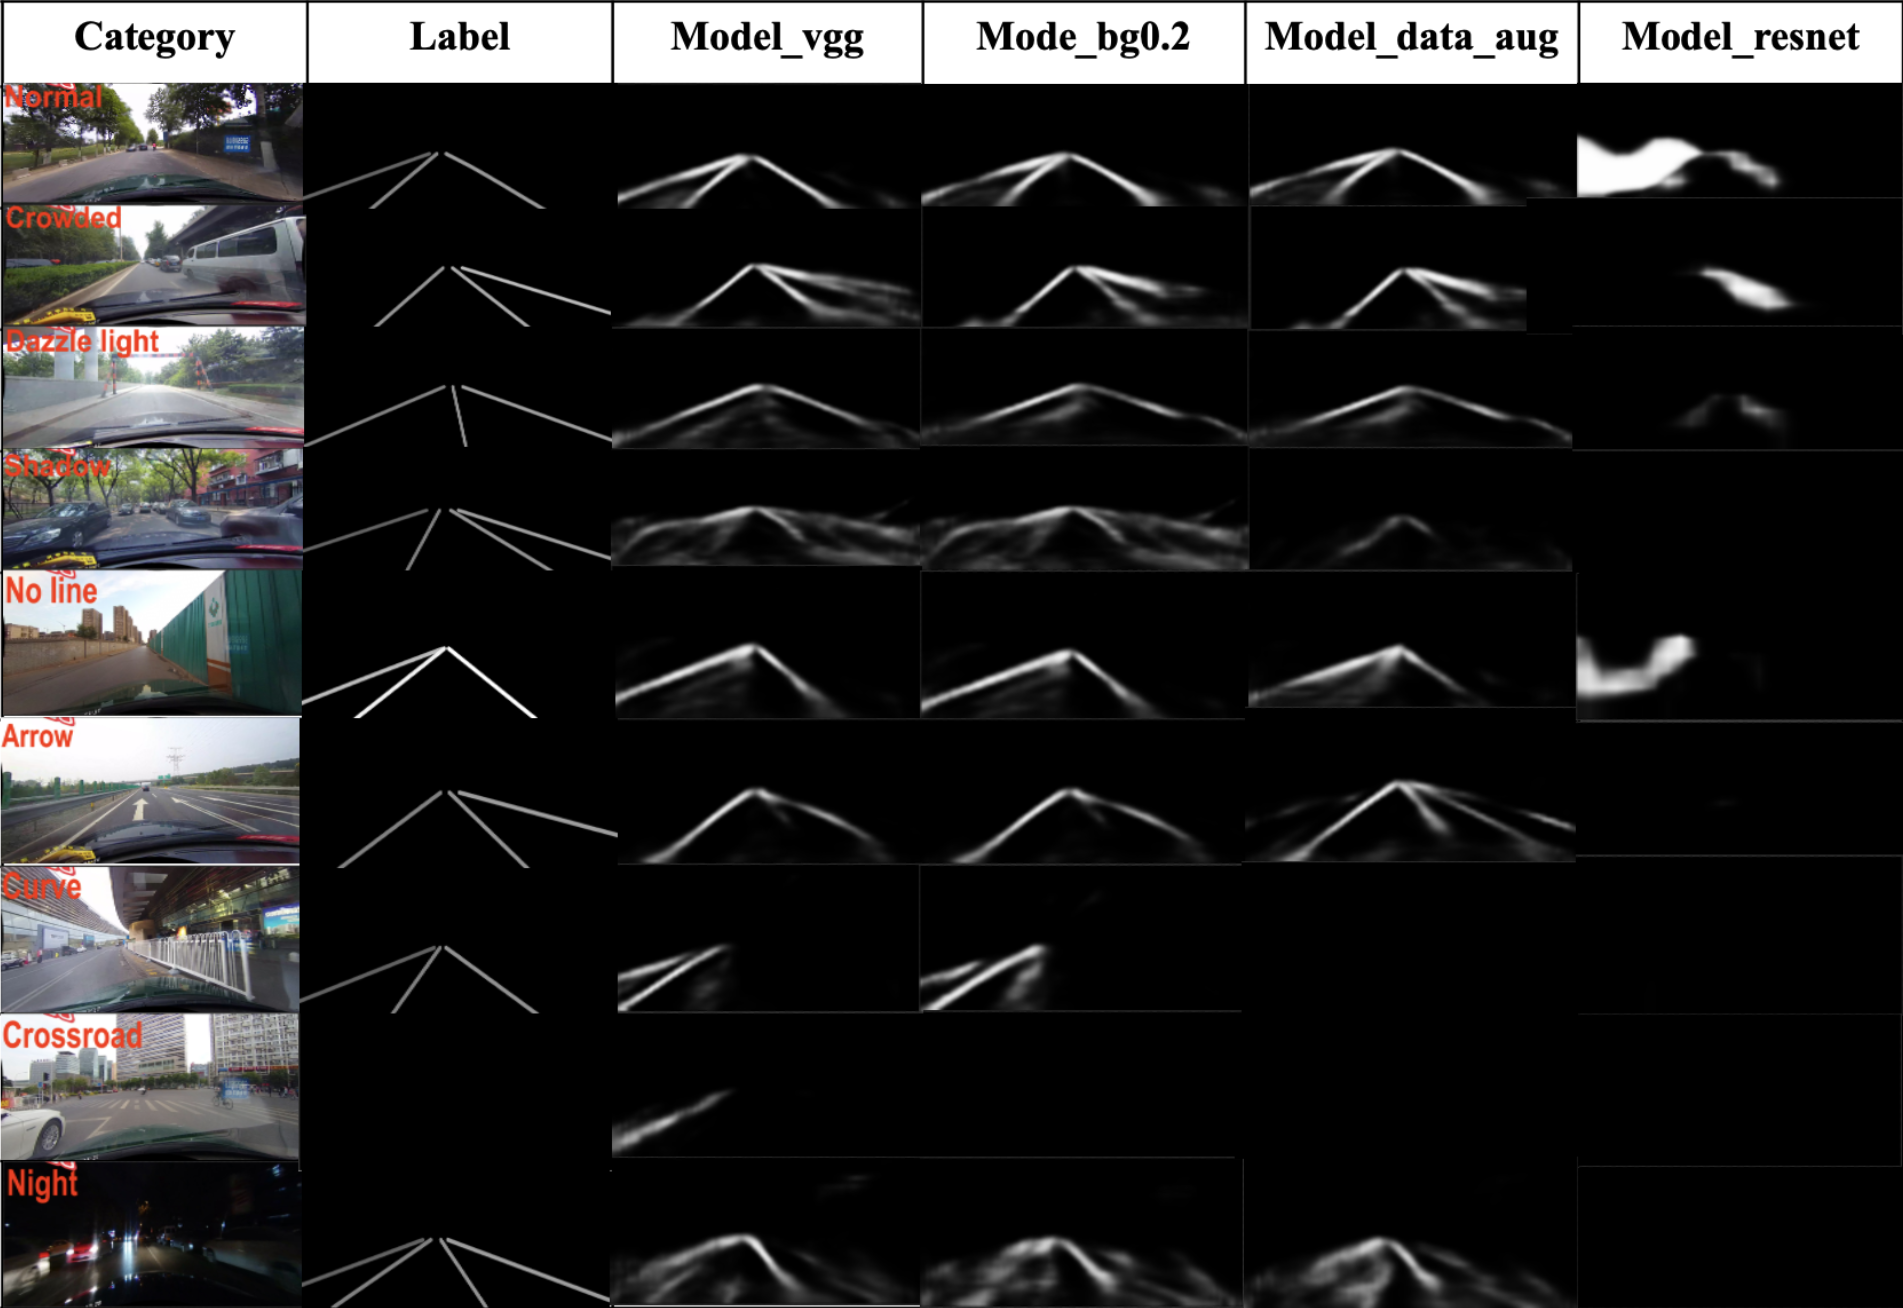 Category Label Model_vgg Mode_bg0.2 Model_data_aug Model_resnet
Normal
Crowded
Dazzle light
Shadow
No line
Arrow
Curve
Crossroad
Night